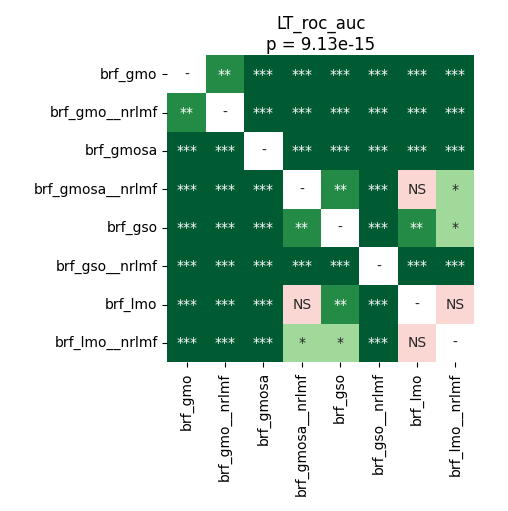 LT_roc_auc
p = 9.13e-15
brf_gmo - ** *** *** *** *** *** ***
brf_gmo__nrlmf ** - *** *** *** *** *** ***
brf_gmosa *** *** - *** *** *** *** ***
brf_gmosa__nrlmf *** *** *** - ** *** NS *
brf_gso *** *** *** ** - *** ** *
brf_gso__nrlmf *** *** *** *** *** - *** ***
brf_lmo *** *** *** NS ** *** - NS
brf_lmo__nrlmf *** *** *** * * *** NS -
brf_gmo
brf_gmo__nrlmf
brf_gmosa
brf_gmosa__nrlmf
brf_gso
brf_gso__nrlmf
brf_lmo
brf_lmo__nrlmf